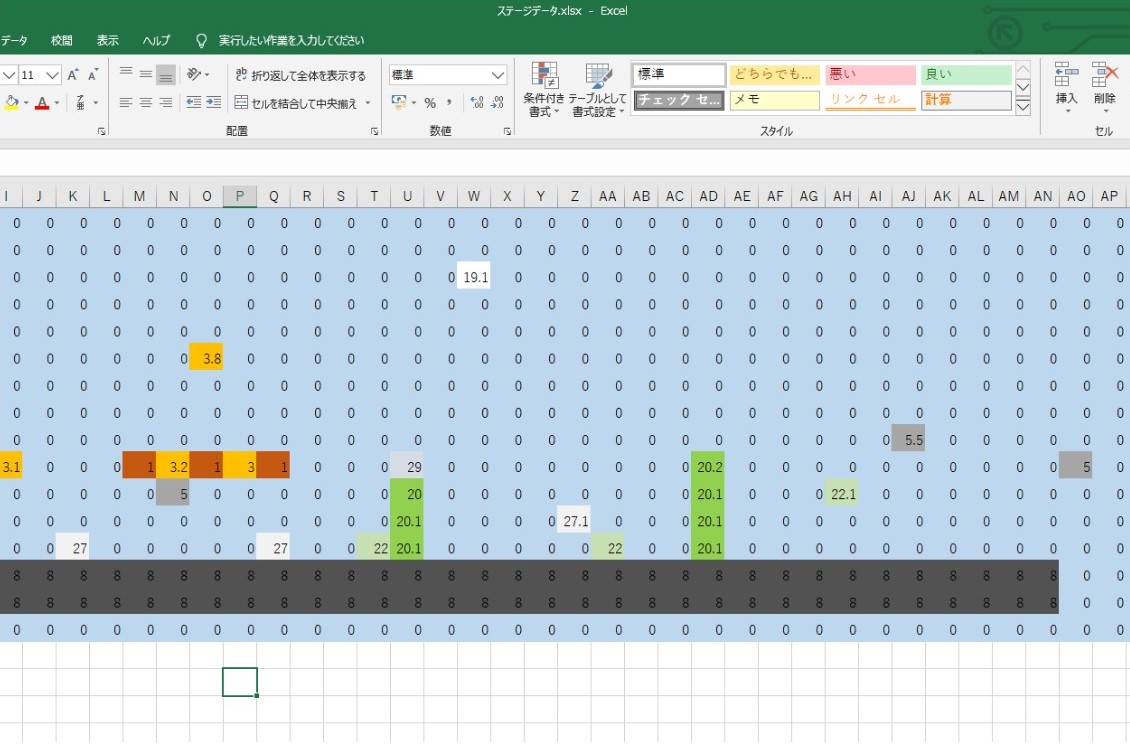 ステージデータ.xlsx - Excel
データ 校閲 表示 ヘルプ 実行したい作業を入力してください
11 A A 折り返して全体を表示する 標準 条件付き書式 テーブルとして書式設定 標準 どちらでも... 悪い 良い 挿入 削除
A 亜 セルを結合して中央揃え % チェック セ... メモ リンク セル 計算
配置 数値 スタイル セル
I J K L M N O P Q R S T U V W X Y Z AA AB AC AD AE AF AG AH AI AJ AK AL AM AN AO AP
0 0 0 0 0 0 0 0 0 0 0 0 0 0 0 0 0 0 0 0 0 0 0 0 0 0 0 0 0 0 0 0 0 0
0 0 0 0 0 0 0 0 0 0 0 0 0 0 0 0 0 0 0 0 0 0 0 0 0 0 0 0 0 0 0 0 0 0
0 0 0 0 0 0 0 0 0 0 0 0 0 0 19.1 0 0 0 0 0 0 0 0 0 0 0 0 0 0 0 0 0 0 0
0 0 0 0 0 0 0 0 0 0 0 0 0 0 0 0 0 0 0 0 0 0 0 0 0 0 0 0 0 0 0 0 0 0
0 0 0 0 0 0 0 0 0 0 0 0 0 0 0 0 0 0 0 0 0 0 0 0 0 0 0 0 0 0 0 0 0 0
0 0 0 0 0 0 3.8 0 0 0 0 0 0 0 0 0 0 0 0 0 0 0 0 0 0 0 0 0 0 0 0 0 0 0
0 0 0 0 0 0 0 0 0 0 0 0 0 0 0 0 0 0 0 0 0 0 0 0 0 0 0 0 0 0 0 0 0 0
0 0 0 0 0 0 0 0 0 0 0 0 0 0 0 0 0 0 0 0 0 0 0 0 0 0 0 0 0 0 0 0 0 0
0 0 0 0 0 0 0 0 0 0 0 0 0 0 0 0 0 0 0 0 0 0 0 0 0 0 0 5.5 0 0 0 0 0 0
3.1 0 0 0 1 3.2 1 3 1 0 0 0 29 0 0 0 0 0 0 0 0 20.2 0 0 0 0 0 0 0 0 0 0 5 0
0 0 0 0 0 5 0 0 0 0 0 0 20 0 0 0 0 0 0 0 0 20.1 0 0 0 22.1 0 0 0 0 0 0 0 0
0 0 0 0 0 0 0 0 0 0 0 0 20.1 0 0 0 0 27.1 0 0 0 20.1 0 0 0 0 0 0 0 0 0 0 0 0
0 0 27 0 0 0 0 0 27 0 0 22 20.1 0 0 0 0 0 22 0 0 20.1 0 0 0 0 0 0 0 0 0 0 0 0
8 8 8 8 8 8 8 8 8 8 8 8 8 8 8 8 8 8 8 8 8 8 8 8 8 8 8 8 8 8 8 8 0 0
8 8 8 8 8 8 8 8 8 8 8 8 8 8 8 8 8 8 8 8 8 8 8 8 8 8 8 8 8 8 8 8 0 0
0 0 0 0 0 0 0 0 0 0 0 0 0 0 0 0 0 0 0 0 0 0 0 0 0 0 0 0 0 0 0 0 0 0